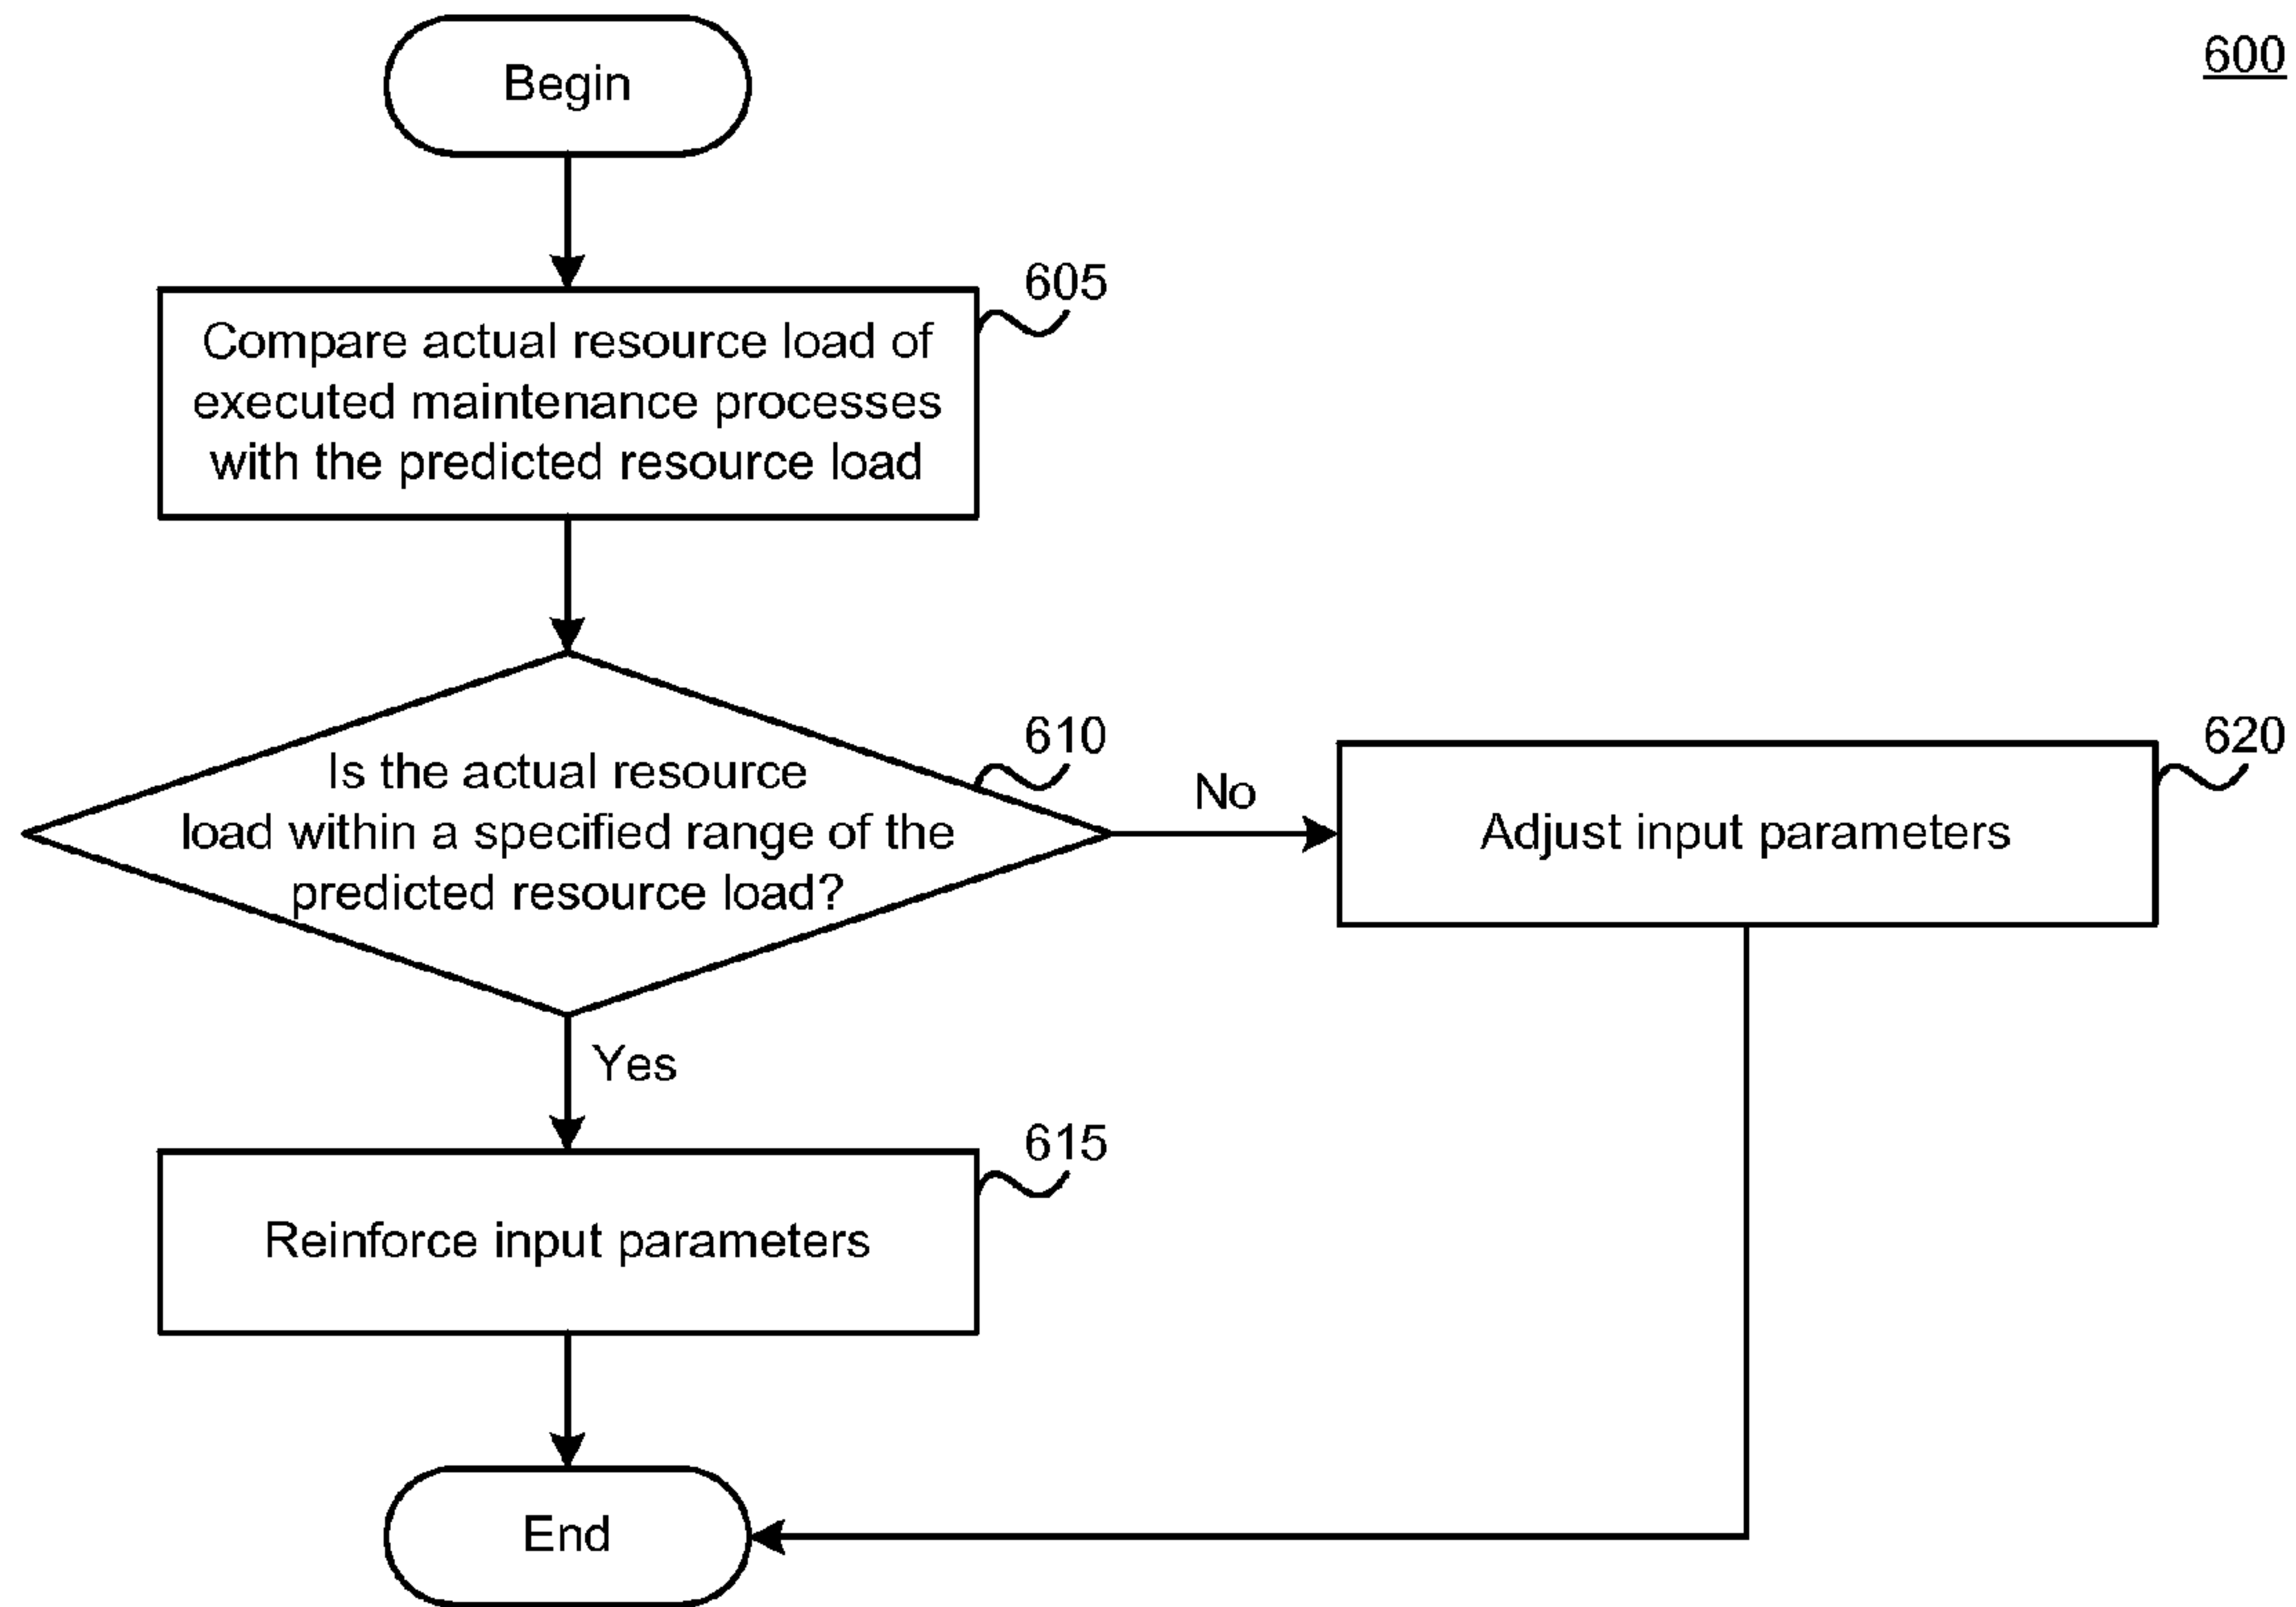 600
Begin
605
Compare actual resource load of
executed maintenance processes
with the predicted resource load
610
Is the actual resource
load within a specified range of the
predicted resource load?
No
620
Adjust input parameters
Yes
615
Reinforce input parameters
End